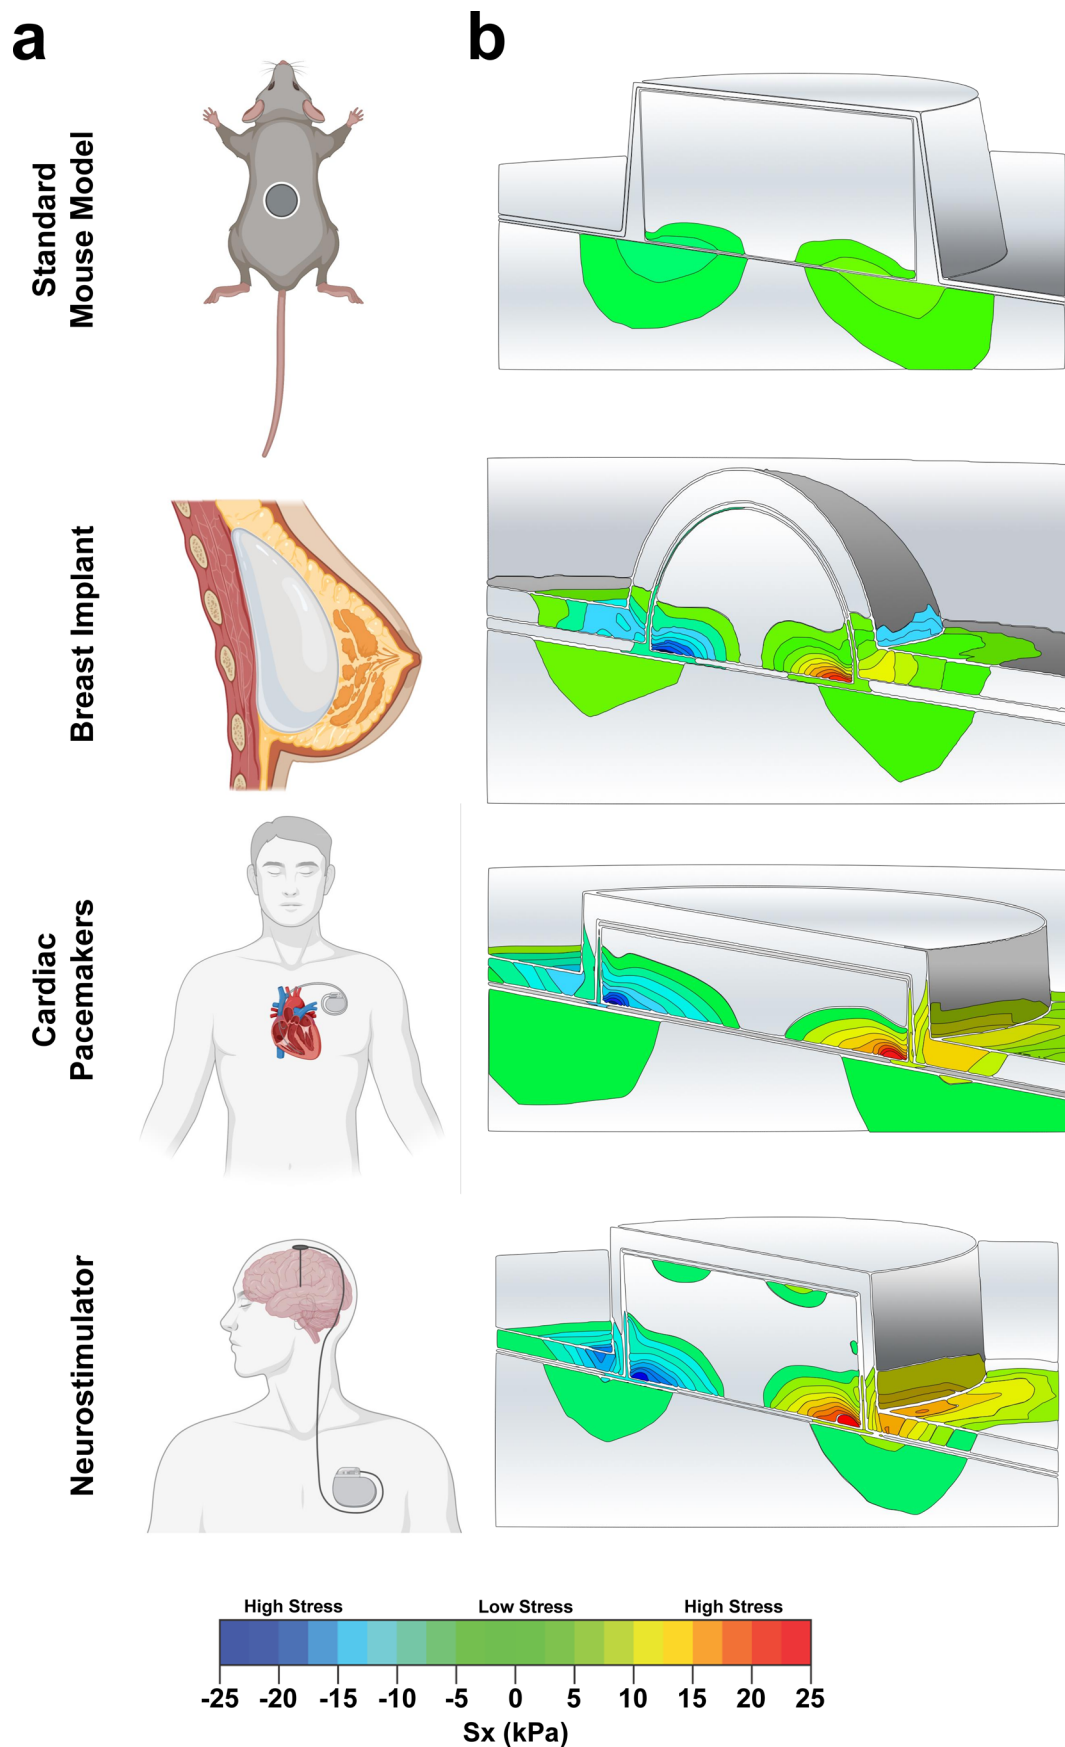 a
b
Standard
Mouse Model
Breast Implant
Cardiac
Pacemakers
Neurostimulator
High Stress
Low Stress
High Stress
-25 -20 -15 -10 -5 0 5 10 15 20 25
Sx (kPa)